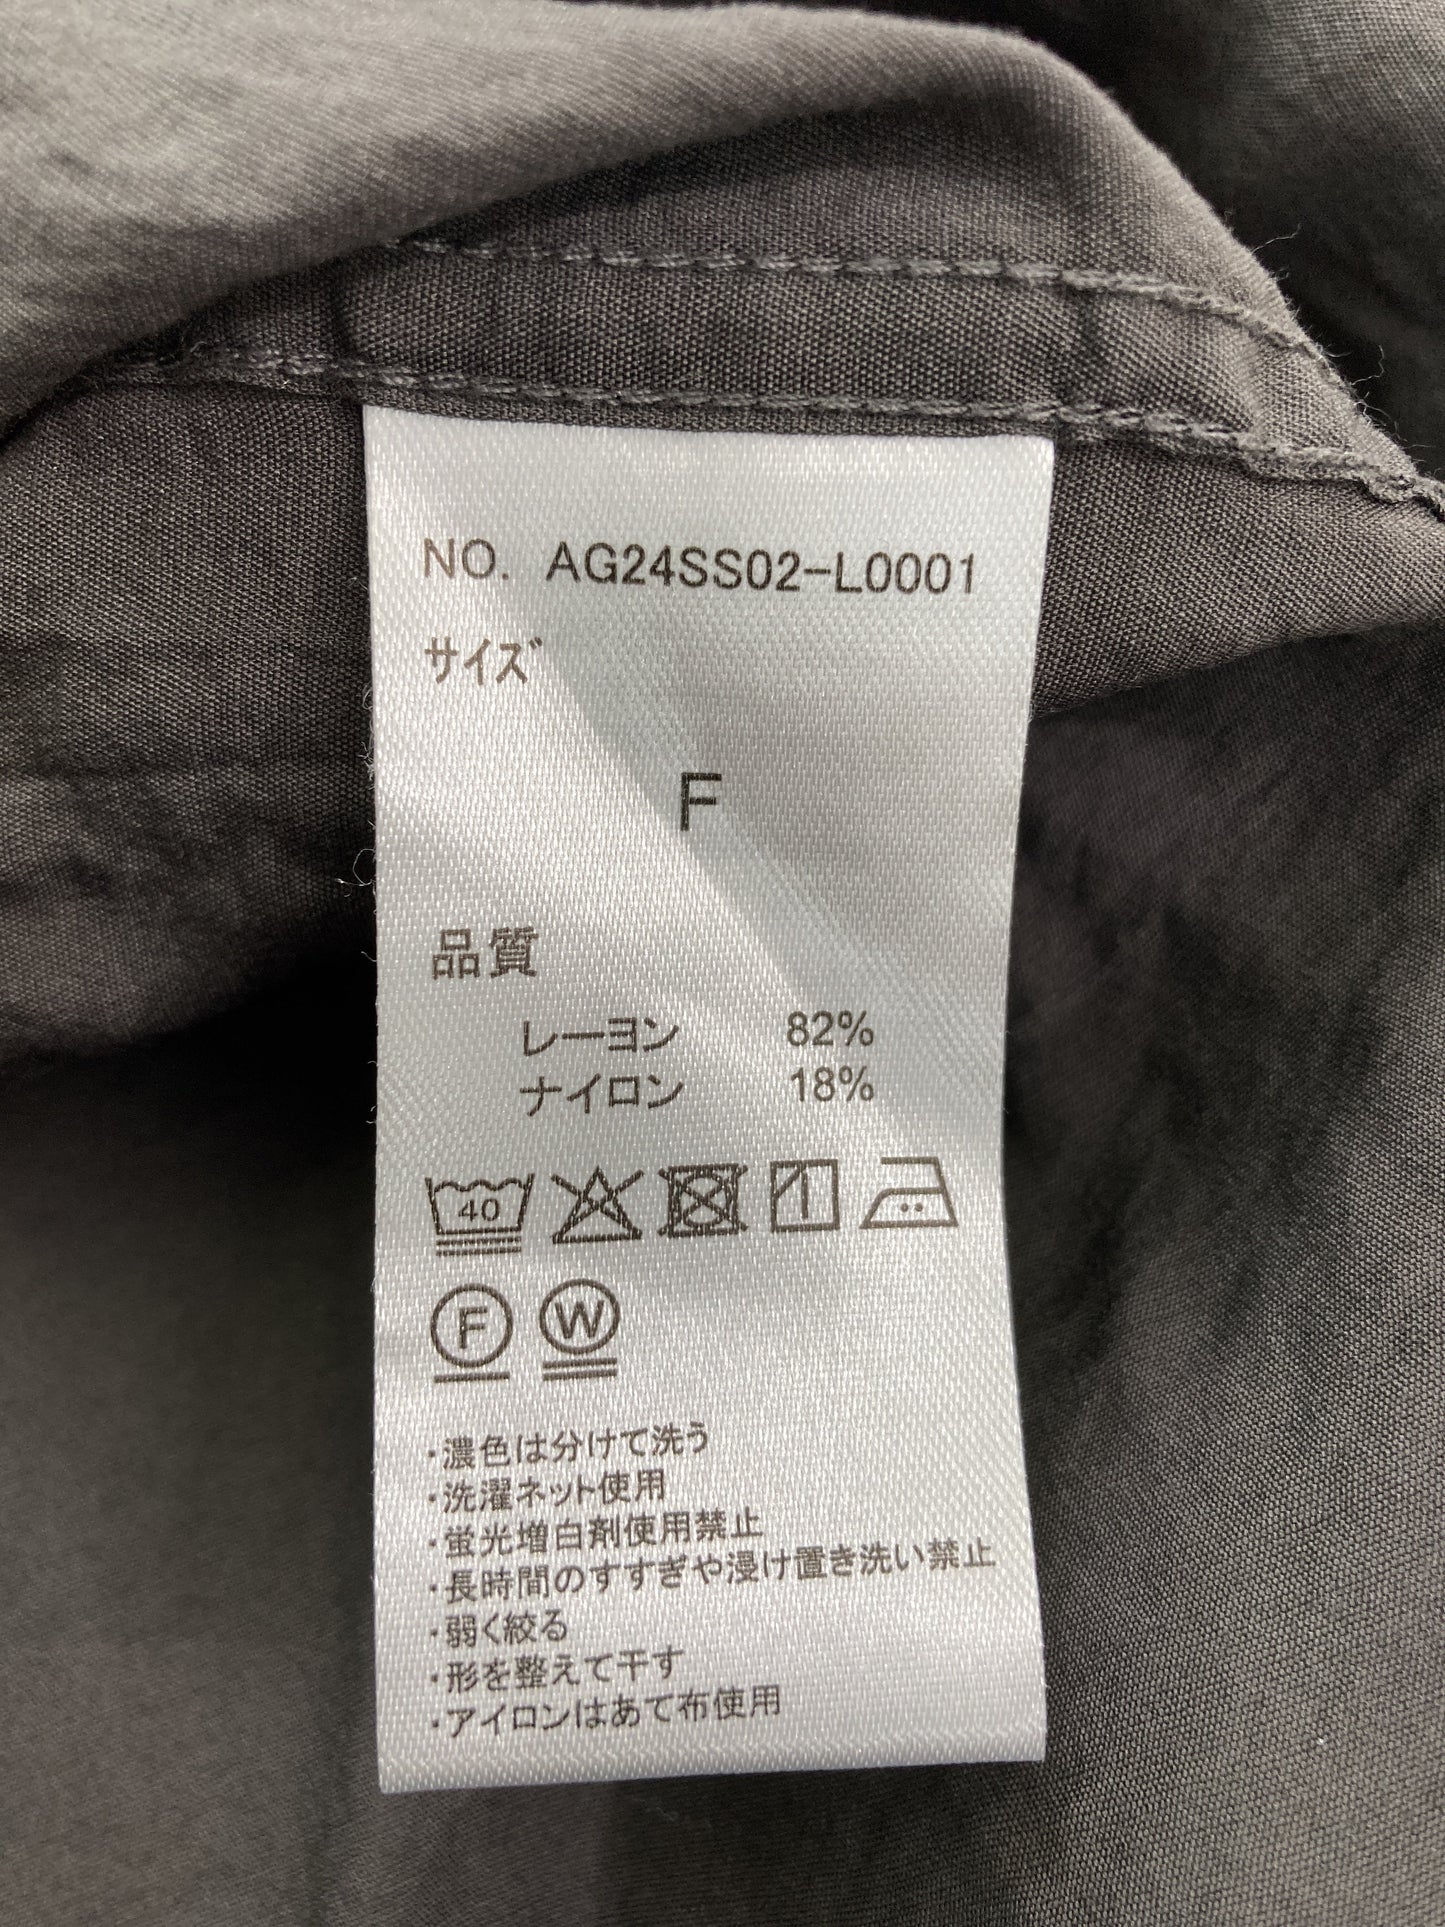 NO. AG24SS02-L0001
サイズ
F
品質
レーヨン 82%
ナイロン 18%
40
F W
・濃色は分けて洗う
・洗濯ネット使用
・蛍光増白剤使用禁止
・長時間のすすぎや浸け置き洗い禁止
・弱く絞る
・形を整えて干す
・アイロンはあて布使用